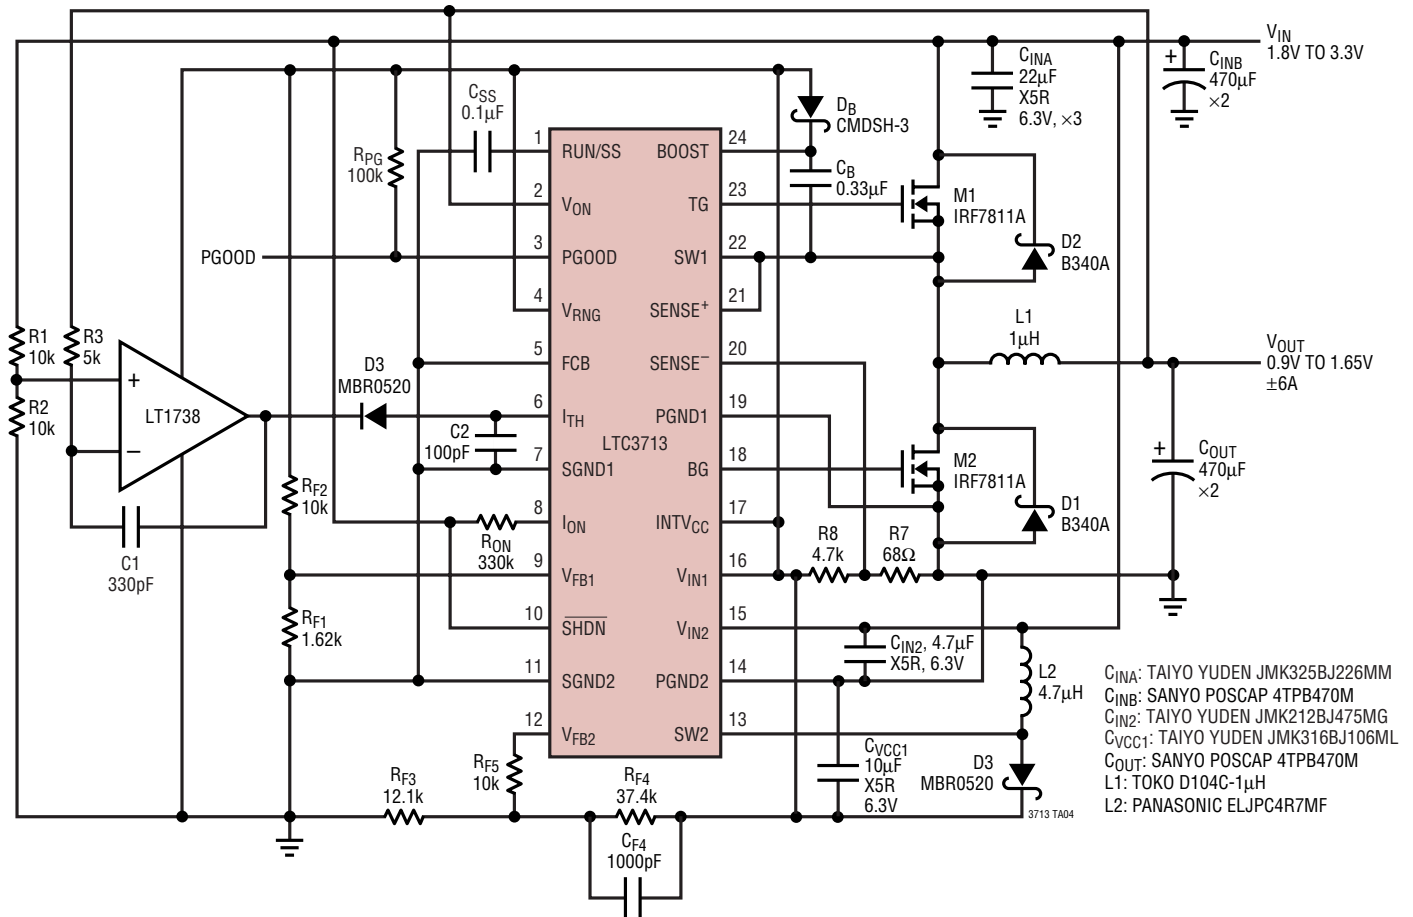 VIN
1.8V TO 3.3V
CINA
22µF
X5R
6.3V, ×3
+
CINB
470µF
×2
DB
CMDSH-3
CSS
0.1µF
RPG
100k
CB
0.33µF
M1
IRF7811A
D2
B340A
PGOOD
1
RUN/SS
2
VON
3
PGOOD
4
VRNG
5
FCB
6
ITH
7
SGND1
8
ION
9
VFB1
10
SHDN
11
SGND2
12
VFB2
LTC3713
24
BOOST
23
TG
22
SW1
21
SENSE+
20
SENSE–
19
PGND1
18
BG
17
INTVCC
16
VIN1
15
VIN2
14
PGND2
13
SW2
R1
10k
R3
5k
R2
10k
+
LT1738
–
C1
330pF
D3
MBR0520
C2
100pF
RF2
10k
RON
330k
RF1
1.62k
L1
1µH
VOUT
0.9V TO 1.65V
±6A
M2
IRF7811A
D1
B340A
+
COUT
470µF
×2
R8
4.7k
R7
68Ω
CIN2, 4.7µF
X5R, 6.3V
L2
4.7µH
CVCC1
10µF
X5R
6.3V
D3
MBR0520
3713 TA04
RF5
10k
RF3
12.1k
RF4
37.4k
CF4
1000pF
CINA: TAIYO YUDEN JMK325BJ226MM
CINB: SANYO POSCAP 4TPB470M
CIN2: TAIYO YUDEN JMK212BJ475MG
CVCC1: TAIYO YUDEN JMK316BJ106ML
COUT: SANYO POSCAP 4TPB470M
L1: TOKO D104C-1µH
L2: PANASONIC ELJPC4R7MF